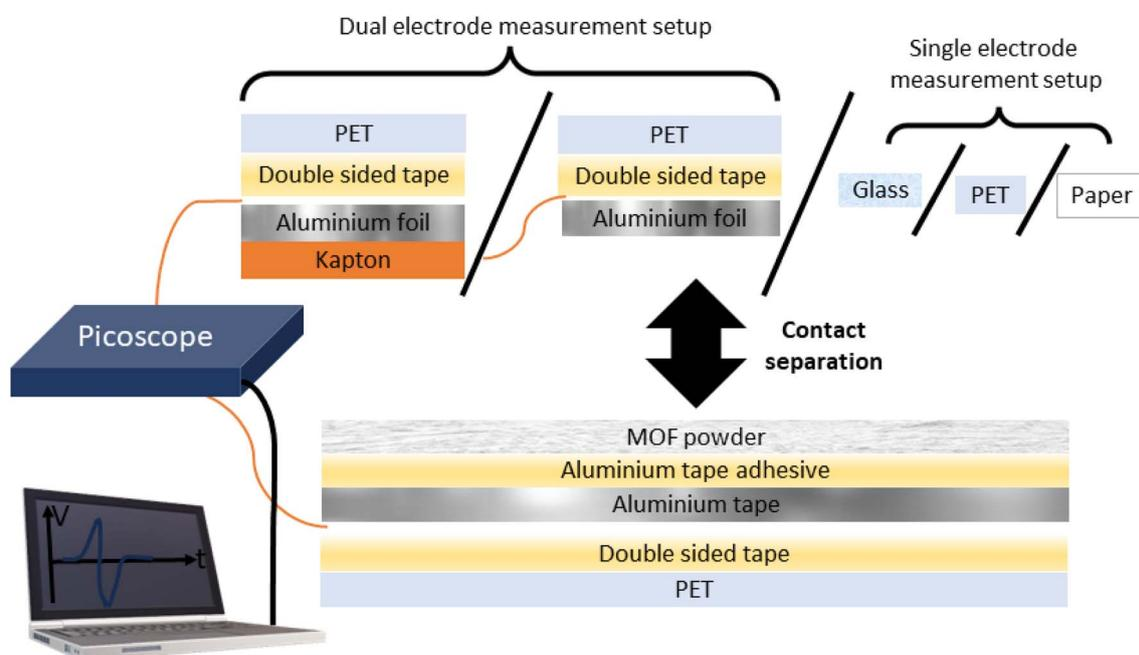 Dual electrode measurement setup
Single electrode
measurement setup
PET
Double sided tape
Aluminium foil
Kapton
PET
Double sided tape
Aluminium foil
Glass
PET
Paper
Picoscope
Contact
separation
MOF powder
Aluminium tape adhesive
Aluminium tape
Double sided tape
PET
V
t